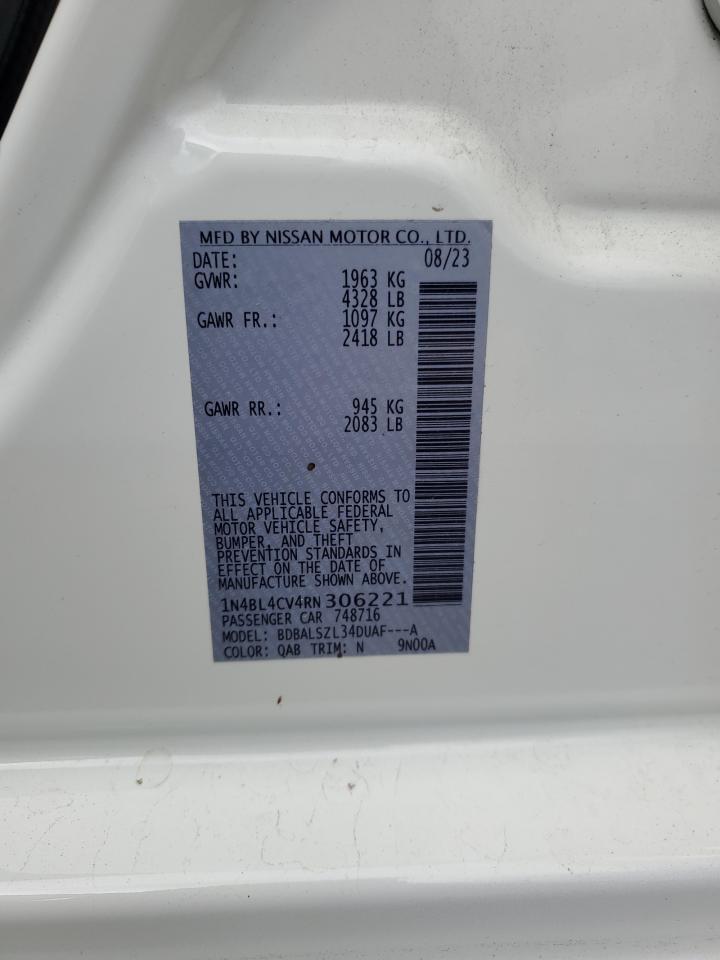 MFD BY NISSAN MOTOR CO., LTD.
DATE: 08/23
GVWR: 1963 KG
4328 LB
GAWR FR.: 1097 KG
2418 LB
GAWR RR.: 945 KG
2083 LB
THIS VEHICLE CONFORMS TO
ALL APPLICABLE FEDERAL
MOTOR VEHICLE SAFETY,
BUMPER, AND THEFT
PREVENTION STANDARDS IN
EFFECT ON THE DATE OF
MANUFACTURE SHOWN ABOVE.
1N4BL4CV4RN306221
PASSENGER CAR 748716
MODEL: BDBALSZL34DUAF---A
COLOR: QAB TRIM: N 9N00A